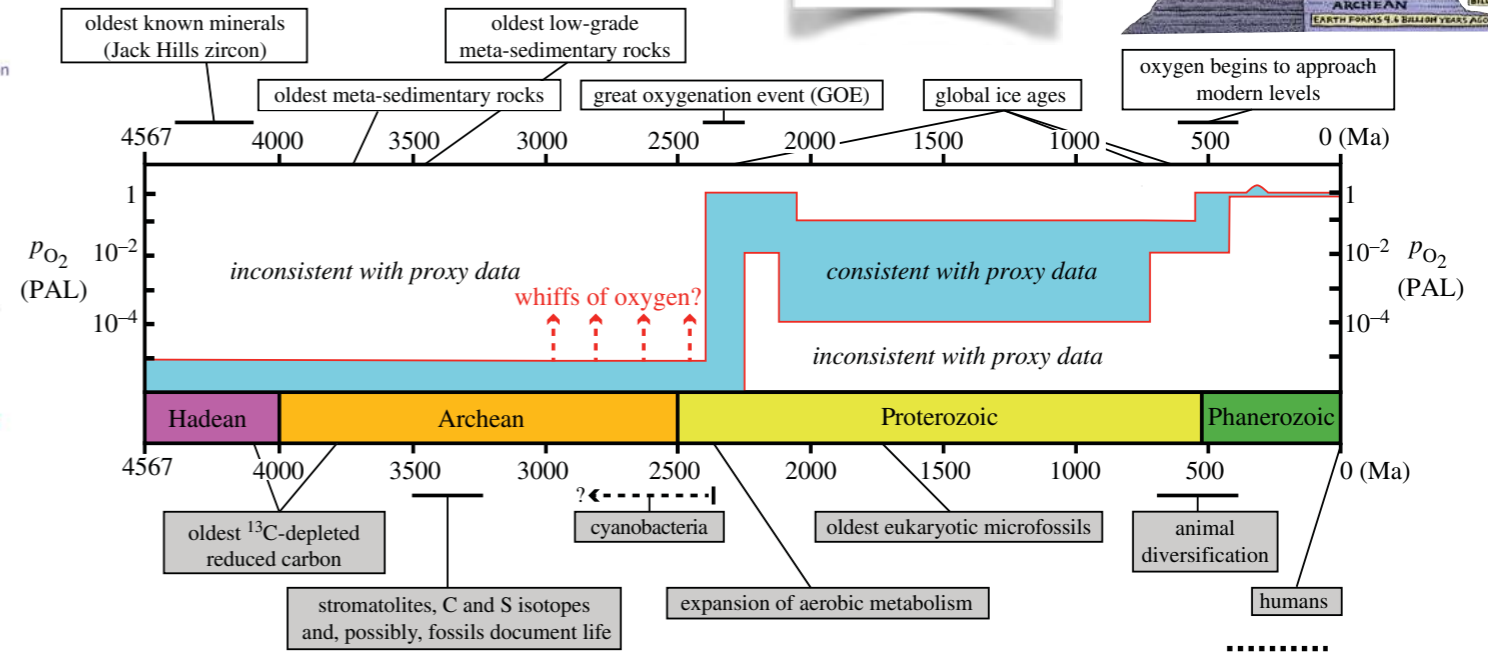 n
ARCHEAN
EARTH FORMS 4.6 BILLION YEARS AGO
oldest known minerals
(Jack Hills zircon)
oldest low-grade
meta-sedimentary rocks
oldest meta-sedimentary rocks
great oxygenation event (GOE)
global ice ages
oxygen begins to approach
modern levels
4567 4000 3500 3000 2500 2000 1500 1000 500 0 (Ma)
1
10⁻²
10⁻⁴
pO₂
(PAL)
inconsistent with proxy data
whiffs of oxygen?
consistent with proxy data
inconsistent with proxy data
1
10⁻²
10⁻⁴
pO₂
(PAL)
Hadean Archean Proterozoic Phanerozoic
4567 4000 3500 3000 2500 2000 1500 1000 500 0 (Ma)
?
oldest ¹³C-depleted
reduced carbon
cyanobacteria
oldest eukaryotic microfossils
animal
diversification
stromatolites, C and S isotopes
and, possibly, fossils document life
expansion of aerobic metabolism
humans